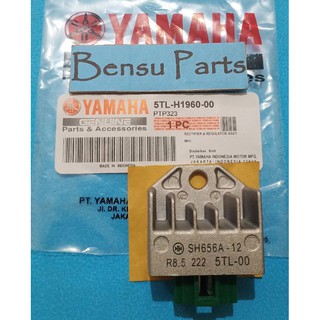 YAMAHA
Bensu Parts
YAMAHA
GENUINE
Parts & Accessories
5TL-H1960-00
PTP323
1 PC
RECTIFIER & REGULATOR ASSY
MADE IN INDONESIA
PT. YAMAHA INDONESIA MOTOR MFG.
PT. YAMAHA
JL. DR. K
JAKA
SH656A-12
R8.5 222 5TL-00